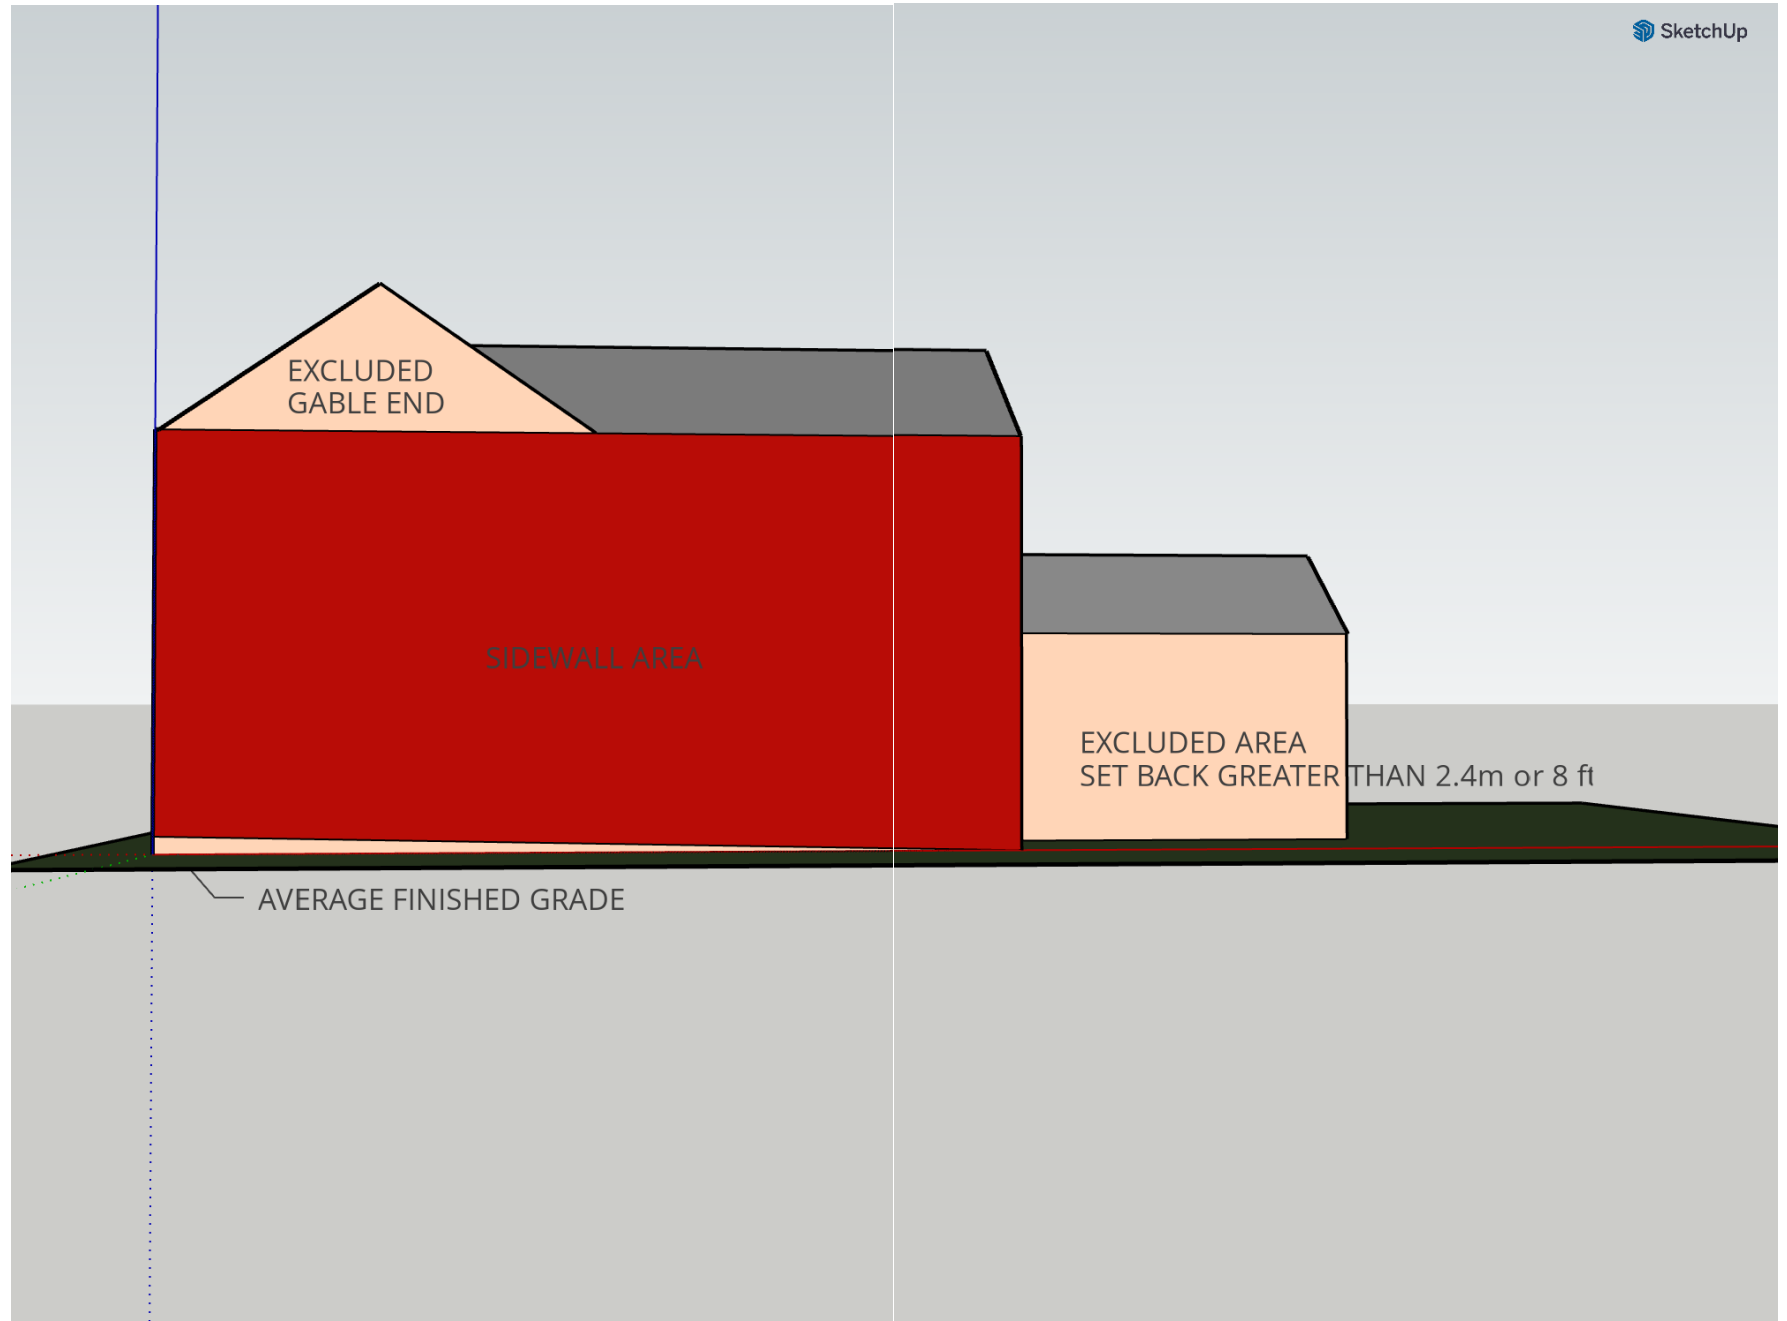 SketchUp
EXCLUDED
GABLE END
SIDEWALL AREA
EXCLUDED AREA
SET BACK GREATER THAN 2.4m or 8 ft
AVERAGE FINISHED GRADE